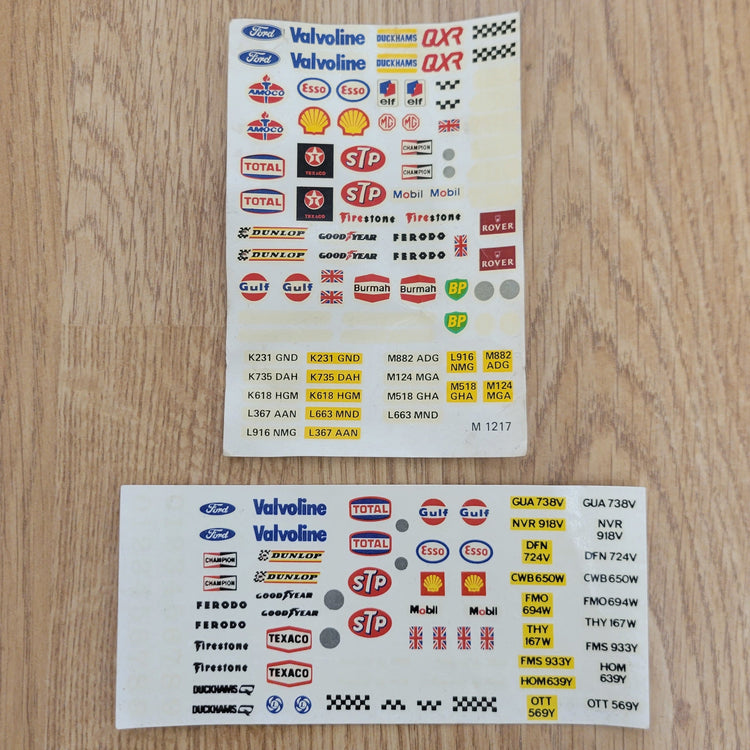 Ford Valvoline DUCKHAMS QXR
Ford Valvoline DUCKHAMS QXR
AMOCO Esso Esso elf elf
AMOCO MG MG
TOTAL TEXACO STP CHAMPION
CHAMPION
TOTAL TEXACO STP Mobil Mobil
Firestone Firestone
DUNLOP GOODYEAR FERODO ROVER
DUNLOP GOODYEAR FERODO ROVER
Gulf Gulf Burmah Burmah BP
BP
K231 GND K231 GND M882 ADG L916 NMG M882 ADG
K735 DAH K735 DAH M124 MGA
K618 HGM K618 HGM M518 GHA M518 GHA M124 MGA
L367 AAN L663 MND L663 MND
L916 NMG L367 AAN M 1217
Ford Valvoline TOTAL Gulf Gulf GUA 738V GUA 738V
Ford Valvoline TOTAL Esso Esso NVR 918V NVR
918V
CHAMPION DUNLOP DFN
724V DFN 724V
CHAMPION DUNLOP STP CWB 650W CWB 650W
FERODO GOODYEAR Mobil Mobil FMO
694W FMO 694W
FERODO GOODYEAR STP THY
167W THY 167W
Firestone TEXACO FMS 933Y FMS 933Y
Firestone TEXACO HOM 639Y HOM
639Y
DUCKHAMS Q
DUCKHAMS Q OTT
569Y OTT 569Y